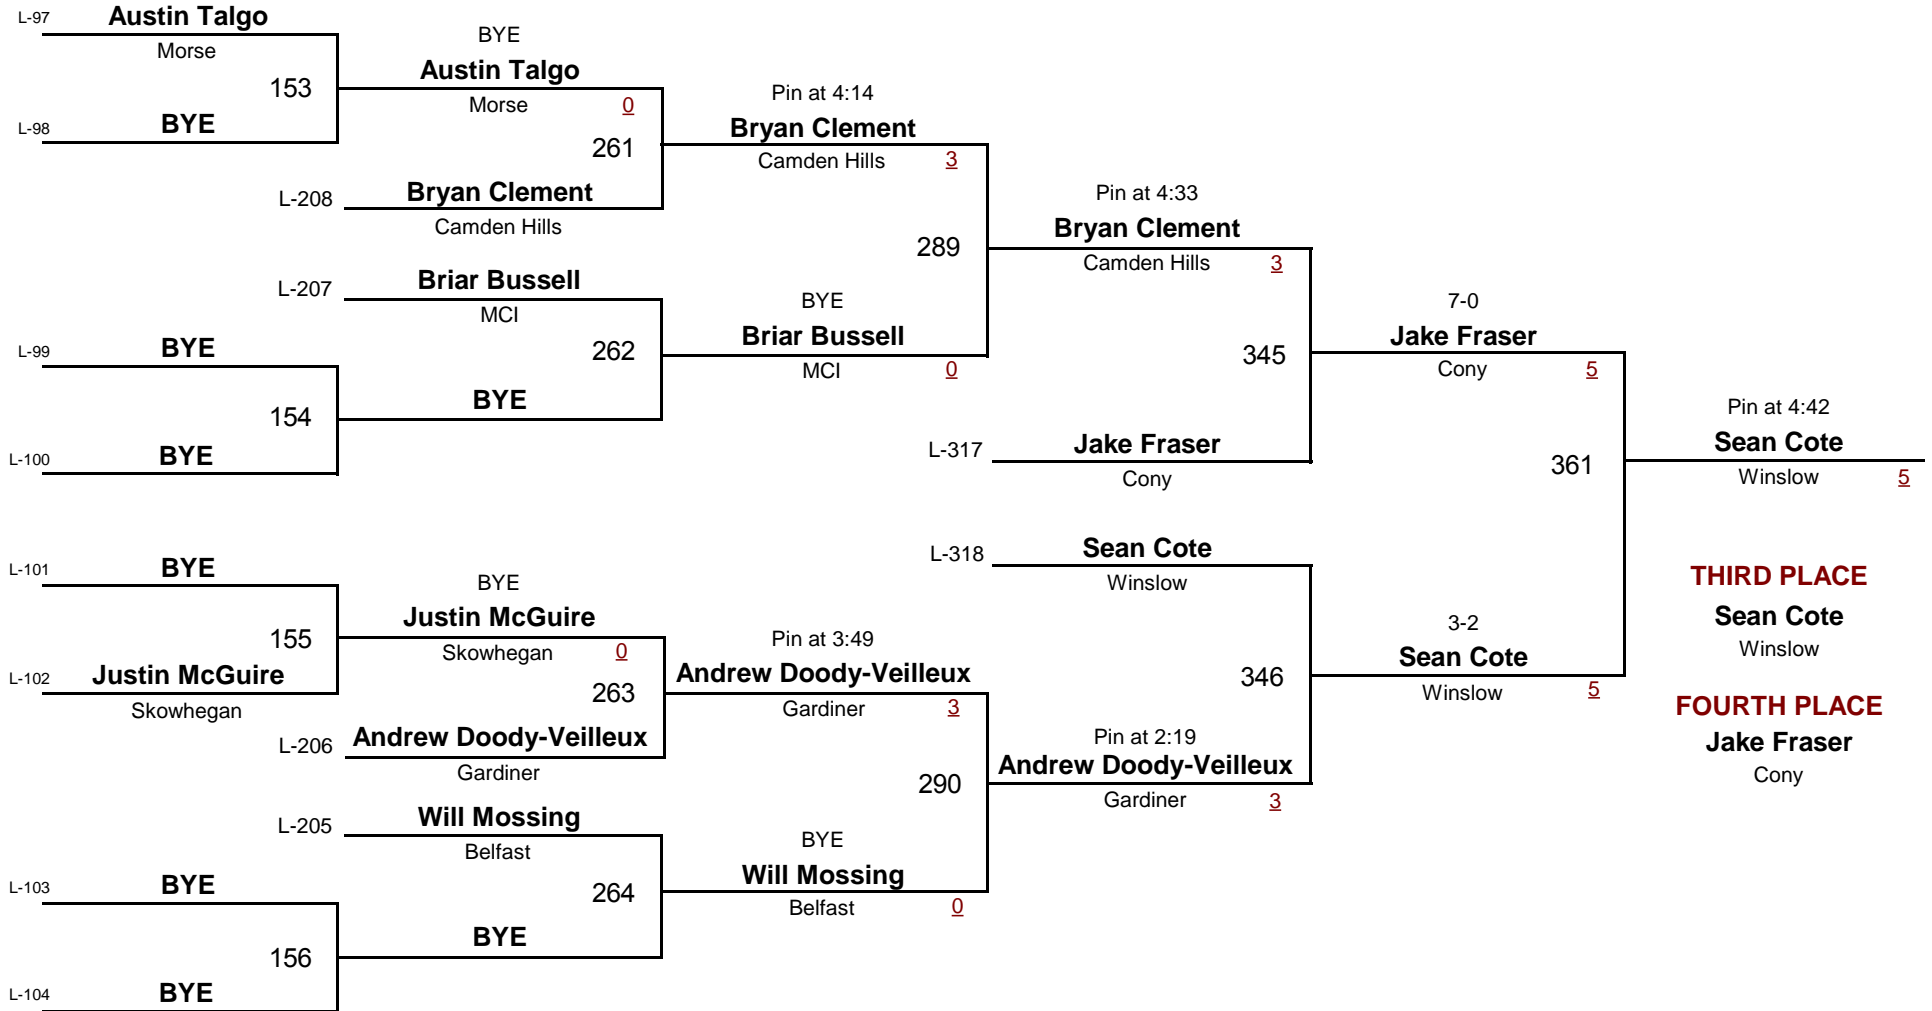 L-97
Austin Talgo
Morse
153
L-98
BYE
BYE
Austin Talgo
Morse
0
261
L-208
Bryan Clement
Camden Hills
Pin at 4:14
Bryan Clement
Camden Hills
3
289
L-207
Briar Bussell
MCI
262
L-99
BYE
154
L-100
BYE
BYE
BYE
Briar Bussell
MCI
0
Pin at 4:33
Bryan Clement
Camden Hills
3
345
L-317
Jake Fraser
Cony
7-0
Jake Fraser
Cony
5
361
Pin at 4:42
Sean Cote
Winslow
5
L-101
BYE
155
L-102
Justin McGuire
Skowhegan
BYE
Justin McGuire
Skowhegan
0
263
L-206
Andrew Doody-Veilleux
Gardiner
Pin at 3:49
Andrew Doody-Veilleux
Gardiner
3
290
L-205
Will Mossing
Belfast
264
L-103
BYE
156
L-104
BYE
BYE
BYE
Will Mossing
Belfast
0
L-318
Sean Cote
Winslow
346
Pin at 2:19
Andrew Doody-Veilleux
Gardiner
3
3-2
Sean Cote
Winslow
5
THIRD PLACE
Sean Cote
Winslow
FOURTH PLACE
Jake Fraser
Cony